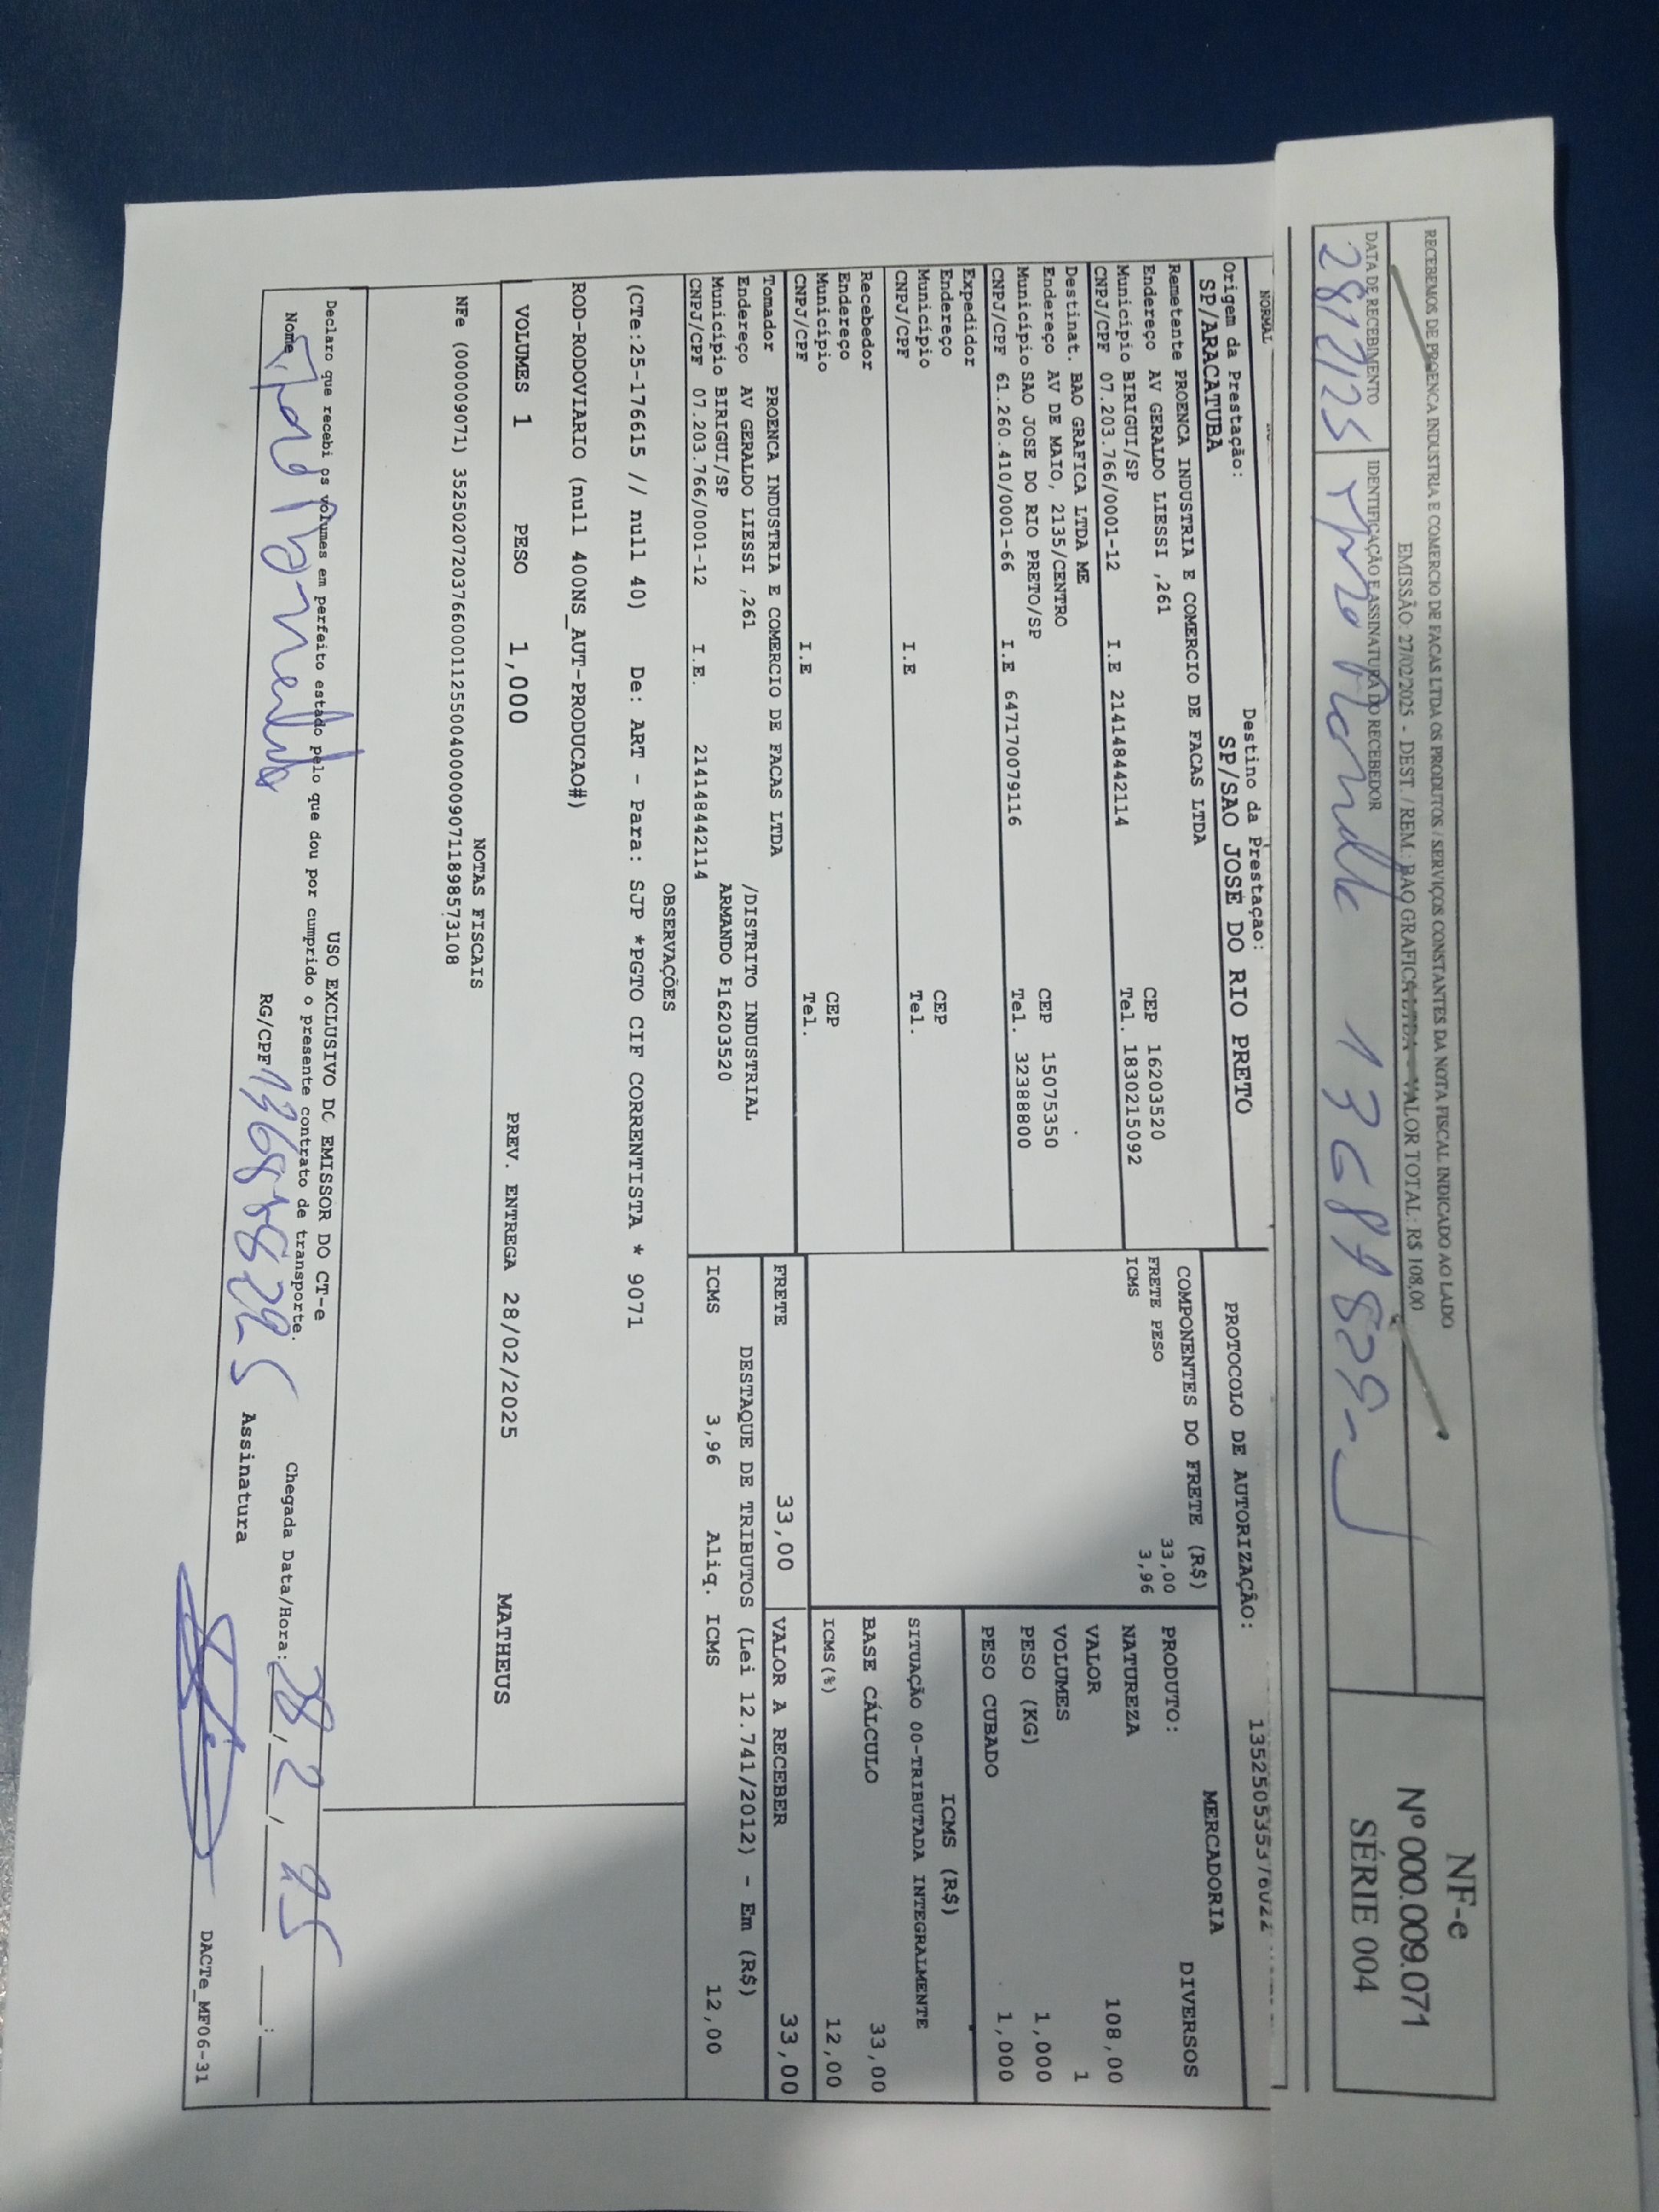 RECEBEMOS DE PROENCA INDUSTRIA E COMERCIO DE FACAS LTDA OS PRODUTOS / SERVIÇOS CONSTANTES DA NOTA FISCAL INDICADO AO LADO
EMISSÃO: 27/02/2025 - DEST. / REM.: BAO GRAFICA LTDA - VALOR TOTAL: R$ 108,00
DATA DE RECEBIMENTO
IDENTIFICAÇÃO E ASSINATURA DO RECEBEDOR
28/2/25
NF-e
Nº 000.009.071
SÉRIE 004
NORMAL
Origem da Prestação:
SP/ARACATUBA
Destino da Prestação:
SP/SAO JOSE DO RIO PRETO
PROTOCOLO DE AUTORIZAÇÃO:
Remetente PROENCA INDUSTRIA E COMERCIO DE FACAS LTDA
Endereço AV GERALDO LIESSI ,261 CEP 16203520
Município BIRIGUI/SP Tel. 1830215092
CNPJ/CPF 07.203.766/0001-12 I.E 214148442114
Destinat. BAO GRAFICA LTDA ME
Endereço AV DE MAIO, 2135/CENTRO CEP 15075350
Município SAO JOSE DO RIO PRETO/SP Tel. 32388800
CNPJ/CPF 61.260.410/0001-66 I.E 647170079116
Expedidor
Endereço CEP
Município Tel.
CNPJ/CPF I.E
Recebedor
Endereço CEP
Município Tel.
CNPJ/CPF I.E
Tomador PROENCA INDUSTRIA E COMERCIO DE FACAS LTDA
Endereço AV GERALDO LIESSI ,261 /DISTRITO INDUSTRIAL
Município BIRIGUI/SP ARMANDO F16203520
CNPJ/CPF 07.203.766/0001-12 I.E. 214148442114
COMPONENTES DO FRETE (R$)
FRETE PESO 33,00
ICMS 3,96
MERCADORIA
PRODUTO: DIVERSOS
NATUREZA
VALOR 108,00
VOLUMES 1
PESO (KG) 1,000
PESO CUBADO 1,000
ICMS (R$)
SITUAÇÃO 00-TRIBUTADA INTEGRALMENTE
BASE CÁLCULO 33,00
ICMS(%) 12,00
FRETE 33,00 VALOR A RECEBER 33,00
DESTAQUE DE TRIBUTOS (Lei 12.741/2012) - Em (R$)
ICMS 3,96 Aliq. ICMS 12,00
OBSERVAÇÕES
(CTe:25-176615 // null 40) De: ART - Para: SJP *PGTO CIF CORRENTISTA * 9071
ROD-RODOVIARIO (null 400NS_AUT-PRODUCAO#)
VOLUMES 1 PESO 1,000 PREV. ENTREGA 28/02/2025 MATHEUS
NOTAS FISCAIS
NFe (000009071) 35250207203766000112550040000090711898573108
USO EXCLUSIVO DO EMISSOR DO CT-e
Declaro que recebi os volumes em perfeito estado pelo que dou por cumprido o presente contrato de transporte.
Nome RG/CPF Assinatura
Chegada Data/Hora: 28/2/25 :
DACTe_MF06-31